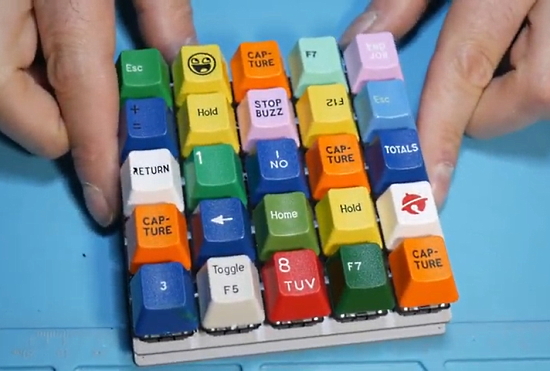 Esc
CAP-
TURE
F7
END
JOB
+
=
Hold
STOP
BUZZ
F12
Esc
RETURN
1
I
NO
CAP-
TURE
TOTALS
CAP-
TURE
←
Home
Hold
3
Toggle
F5
8
TUV
F7
CAP-
TURE